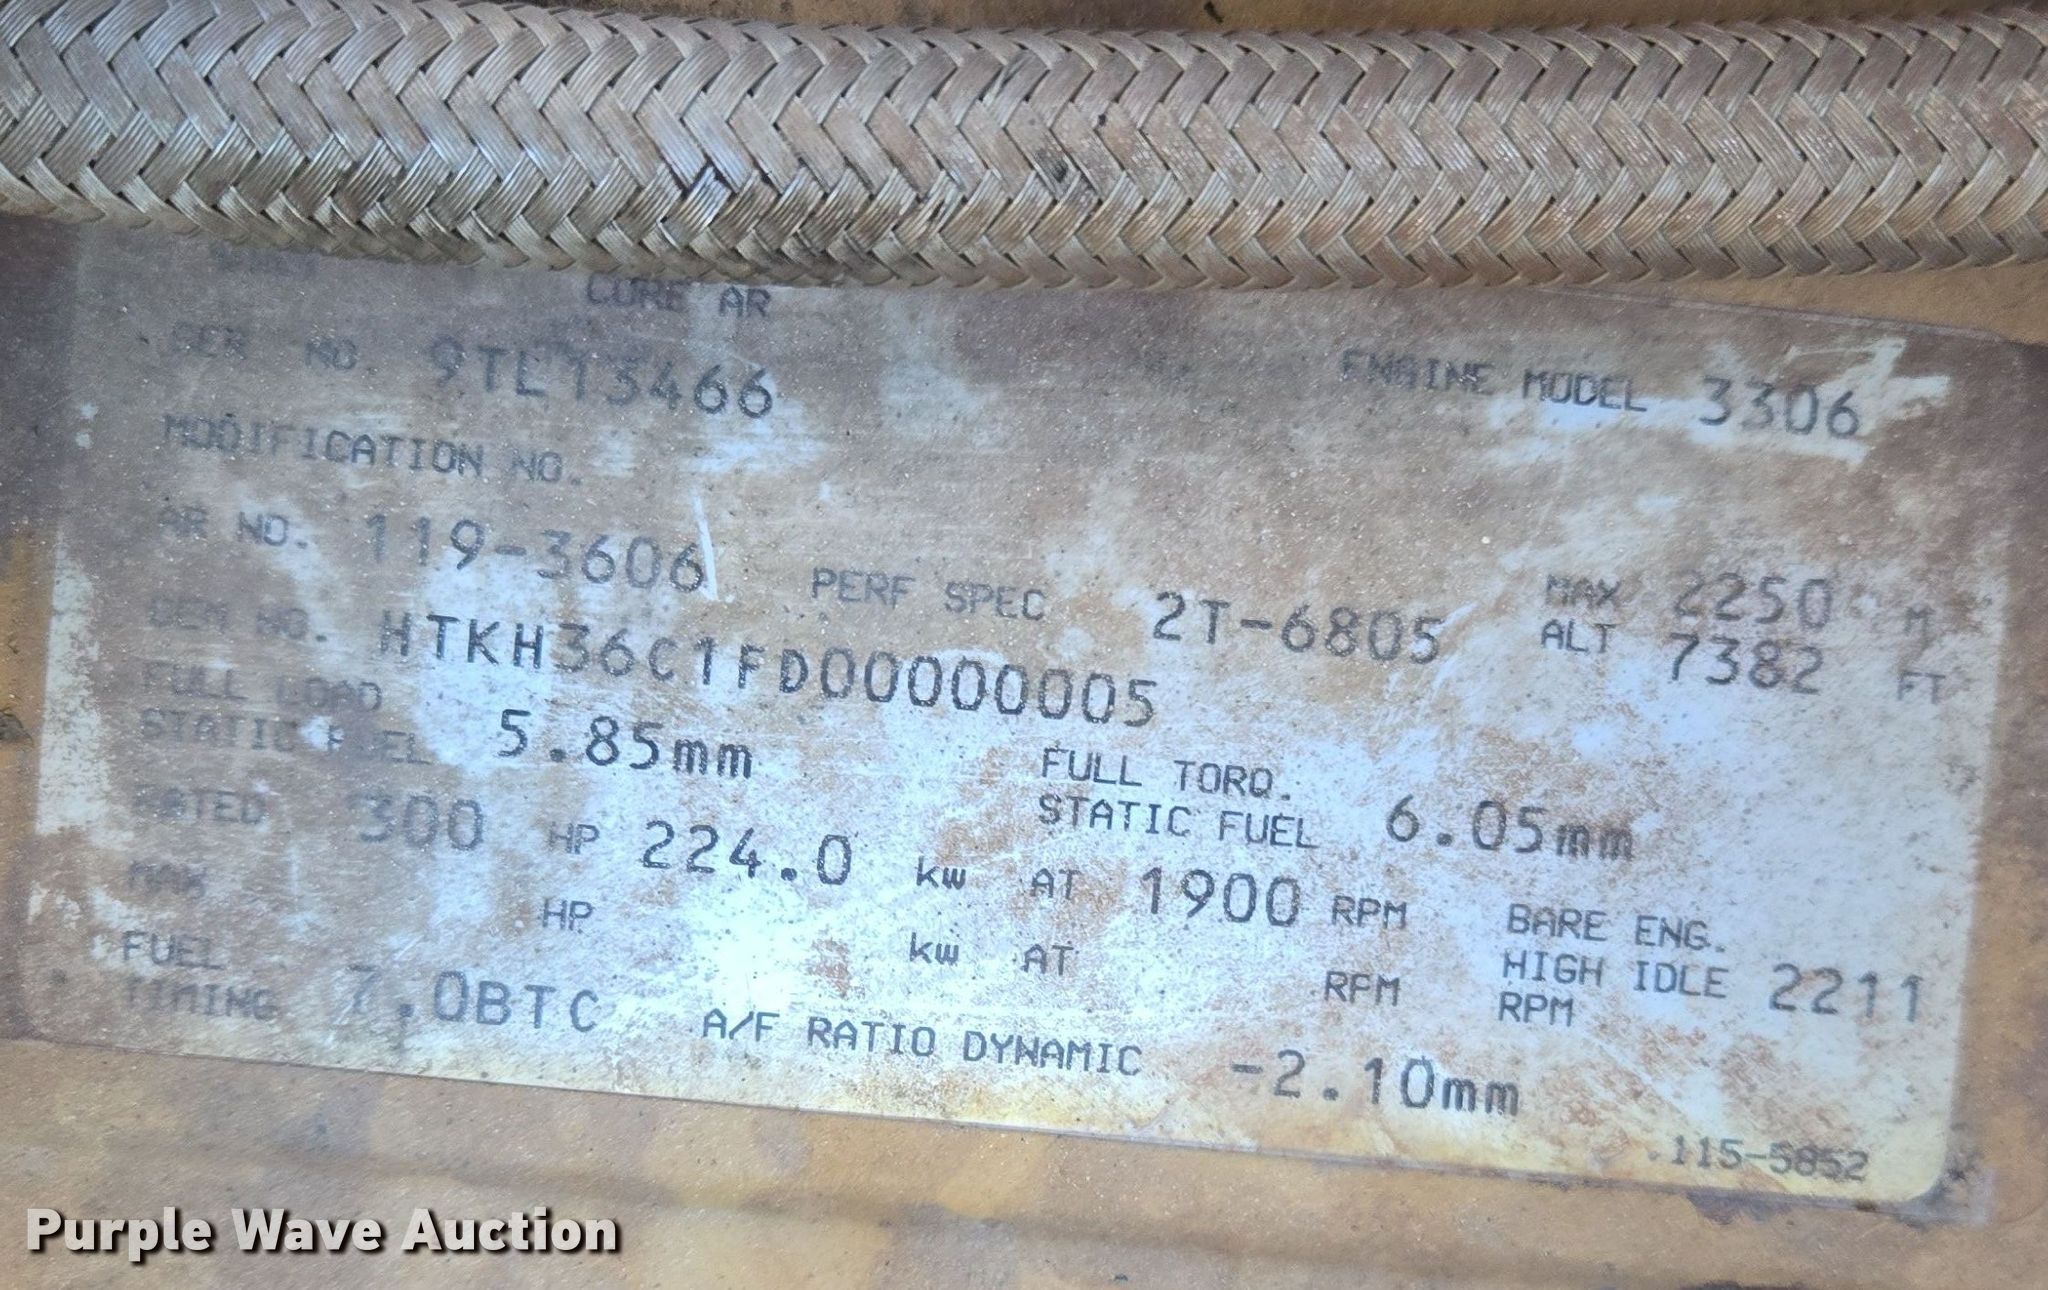 CORE AR
SER NO. 9TL13466 ENGINE MODEL 3306
MODIFICATION NO.
AR NO. 119-3606 PERF SPEC 2T-6805 MAX ALT 2250 M 7382 FT
OEM NO. HTKH36C1FD00000005
FULL LOAD STATIC FUEL 5.85mm FULL TORQ. STATIC FUEL 6.05mm
RATED 300 HP 224.0 kw AT 1900 RPM BARE ENG. HIGH IDLE RPM 2211
MAX HP kw AT RPM
FUEL TIMING 7.0BTC A/F RATIO DYNAMIC -2.10mm
115-5852
Purple Wave Auction